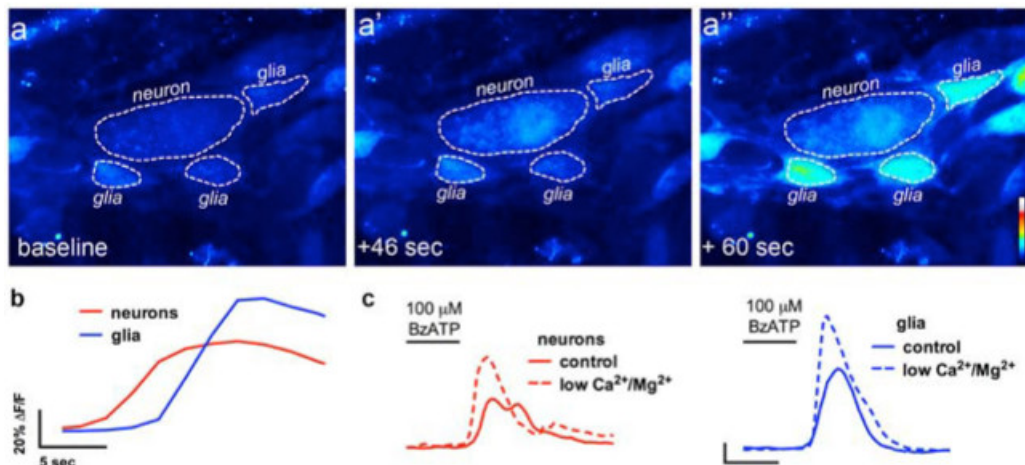 a
neuron
glia
glia
glia
baseline
a'
neuron
glia
glia
glia
+46 sec
a"
neuron
glia
glia
glia
+ 60 sec
b
neurons
glia
20% ΔF/F
5 sec
c
100 μM
BzATP
neurons
control
low Ca²⁺/Mg²⁺
100 μM
BzATP
glia
control
low Ca²⁺/Mg²⁺